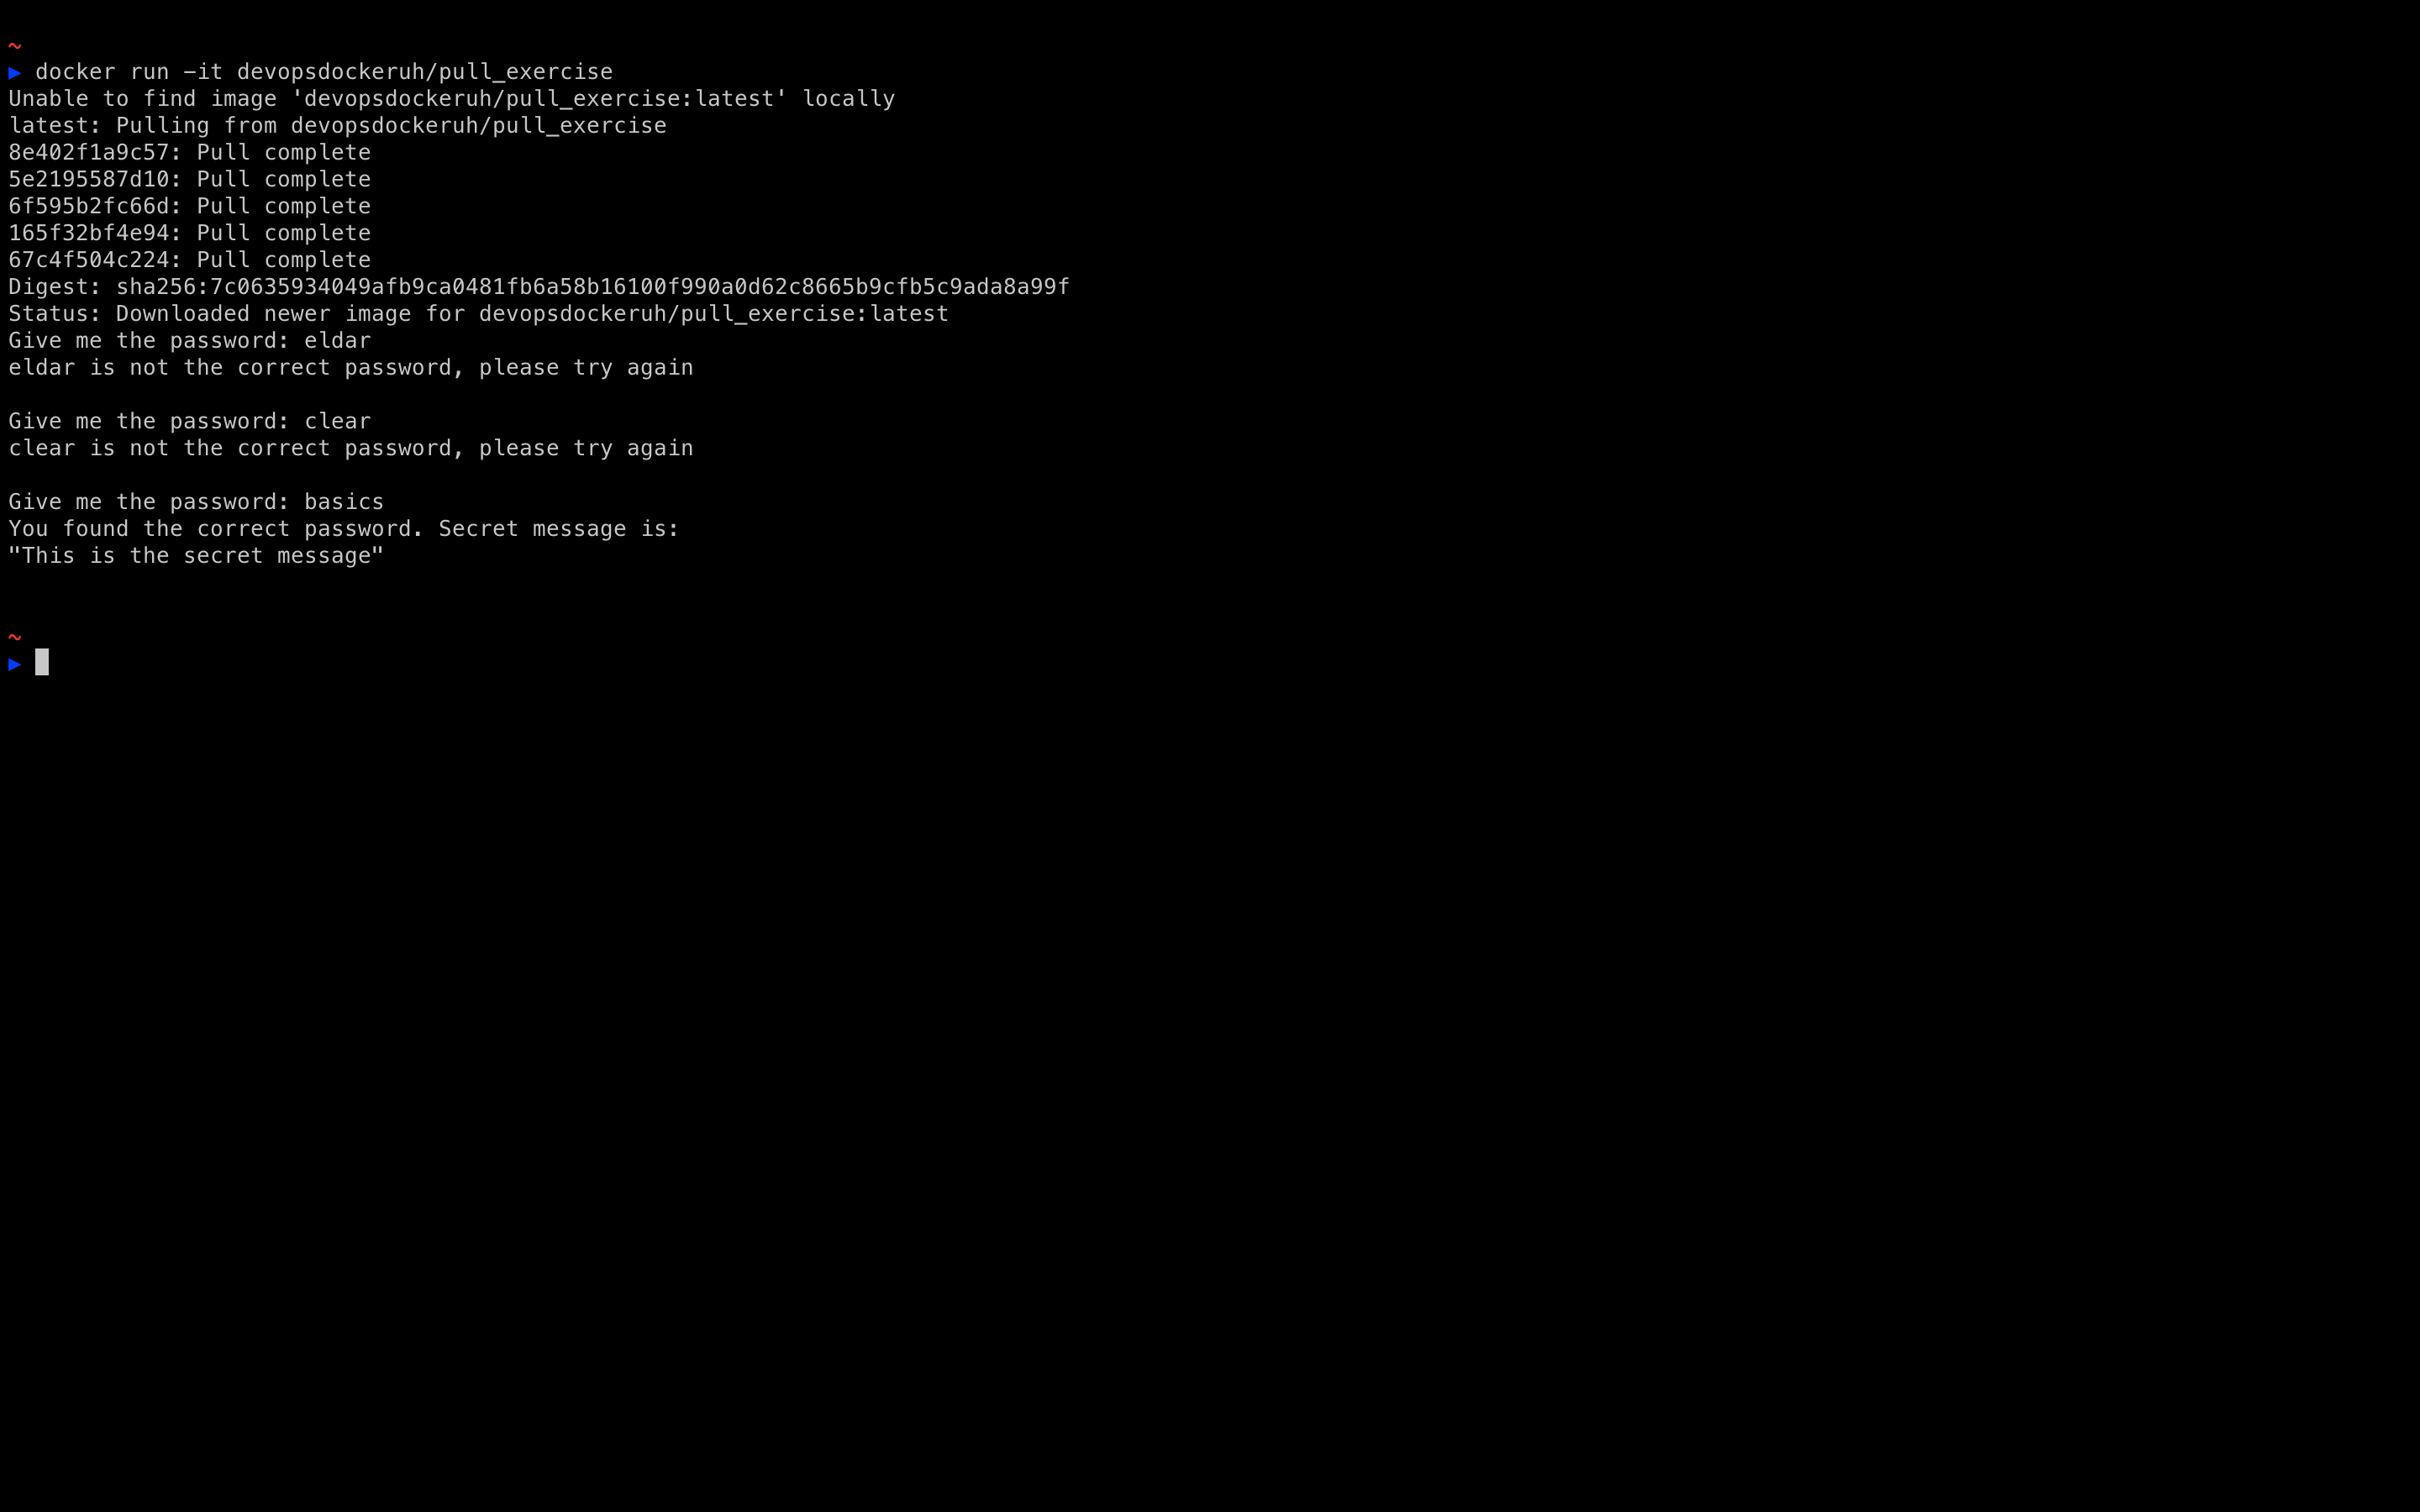 ~
▶ docker run -it devopsdockeruh/pull_exercise
Unable to find image 'devopsdockeruh/pull_exercise:latest' locally
latest: Pulling from devopsdockeruh/pull_exercise
8e402f1a9c57: Pull complete
5e2195587d10: Pull complete
6f595b2fc66d: Pull complete
165f32bf4e94: Pull complete
67c4f504c224: Pull complete
Digest: sha256:7c0635934049afb9ca0481fb6a58b16100f990a0d62c8665b9cfb5c9ada8a99f
Status: Downloaded newer image for devopsdockeruh/pull_exercise:latest
Give me the password: eldar
eldar is not the correct password, please try again
Give me the password: clear
clear is not the correct password, please try again
Give me the password: basics
You found the correct password. Secret message is:
"This is the secret message"
~
▶